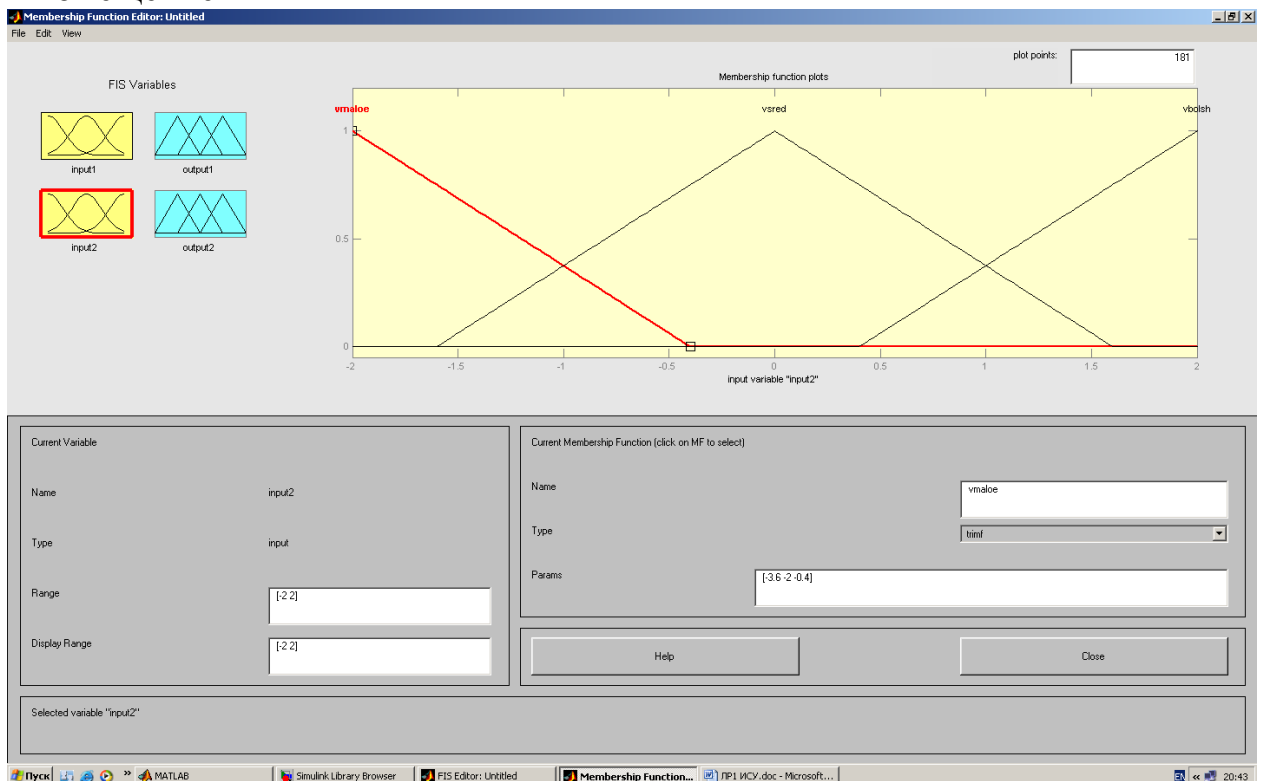 Membership Function Editor: Untitled
File Edit View
plot points: 181
FIS Variables
Membership function plots
vmaloe vsred vbolsh
1
input1 output1
0.5
input2 output2
0
-2 -1.5 -1 -0.5 0 0.5 1 1.5 2
input variable "input2"
Current Variable
Name input2
Type input
Range [-2 2]
Display Range [-2 2]
Current Membership Function (click on MF to select)
Name vmaloe
Type trimf
Params [-3.6 -2 -0.4]
Help Close
Selected variable "input2"
Пуск » MATLAB Simulink Library Browser FIS Editor: Untitled Membership Function... ЛР1 ИСУ.doc - Microsoft... EN « 20:43